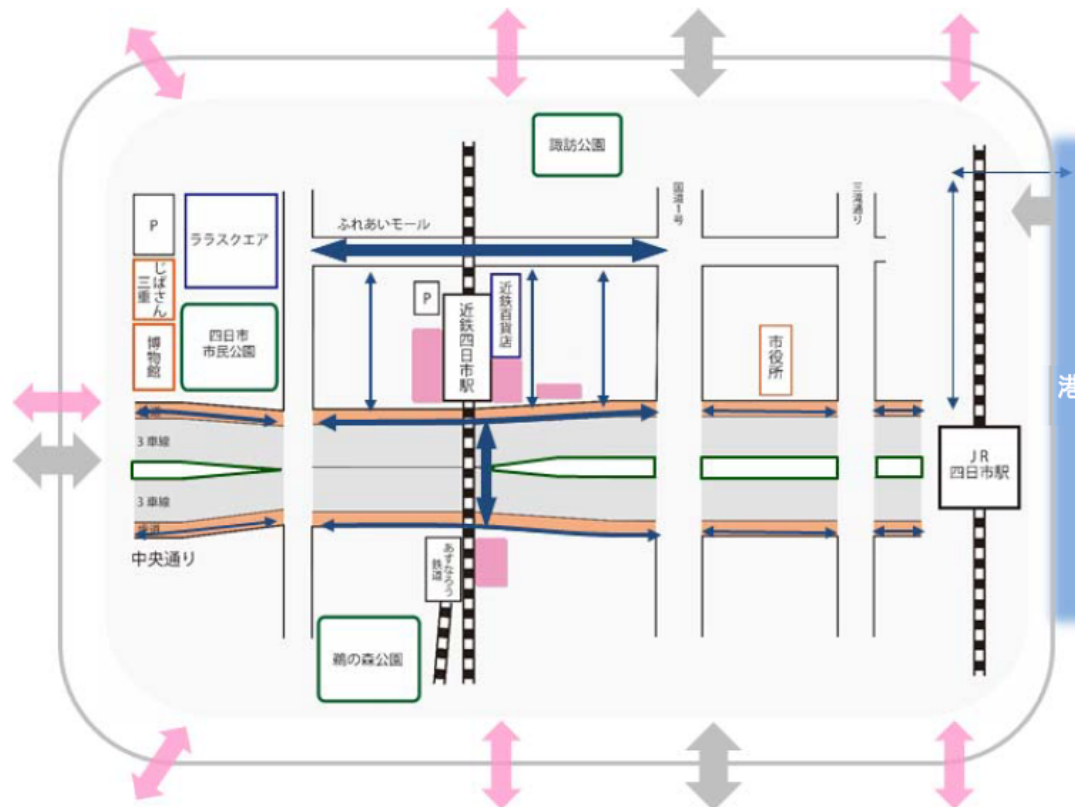 諏訪公園
国道1号
三滝通り
P
ララスクエア
ふれあいモール
じばさん
三重
P
近鉄四日市駅
近鉄百貨店
博物館
四日市
市民公園
市役所
港
3車線
JR
四日市駅
3車線
歩道
中央通り
あすなろう
鉄道
鵜の森公園